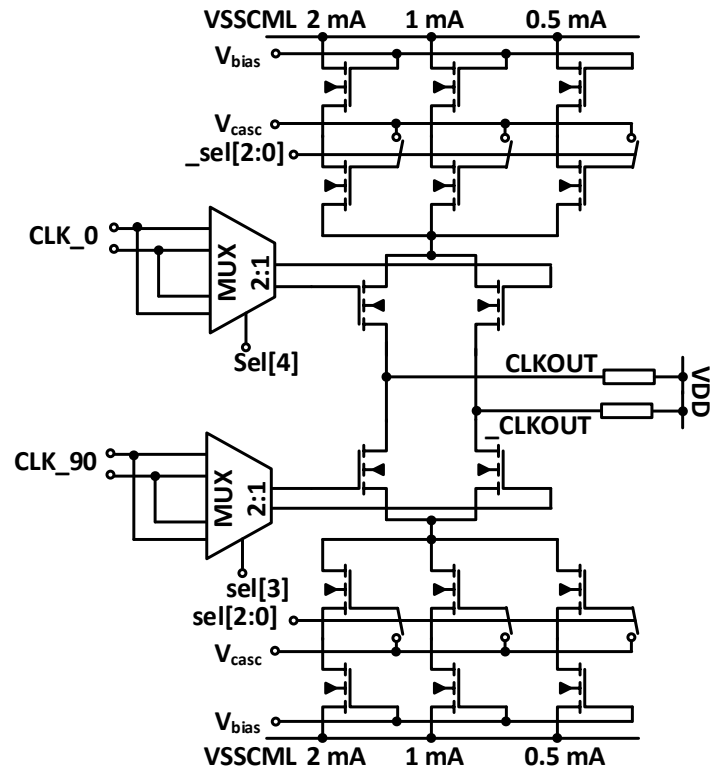 VSSCML 2 mA 1 mA 0.5 mA
Vbias
Vcasc
_sel[2:0]
CLK_0
MUX
2:1
Sel[4]
CLKOUT
VDD
_CLKOUT
CLK_90
MUX
2:1
sel[3]
sel[2:0]
Vcasc
Vbias
VSSCML 2 mA 1 mA 0.5 mA